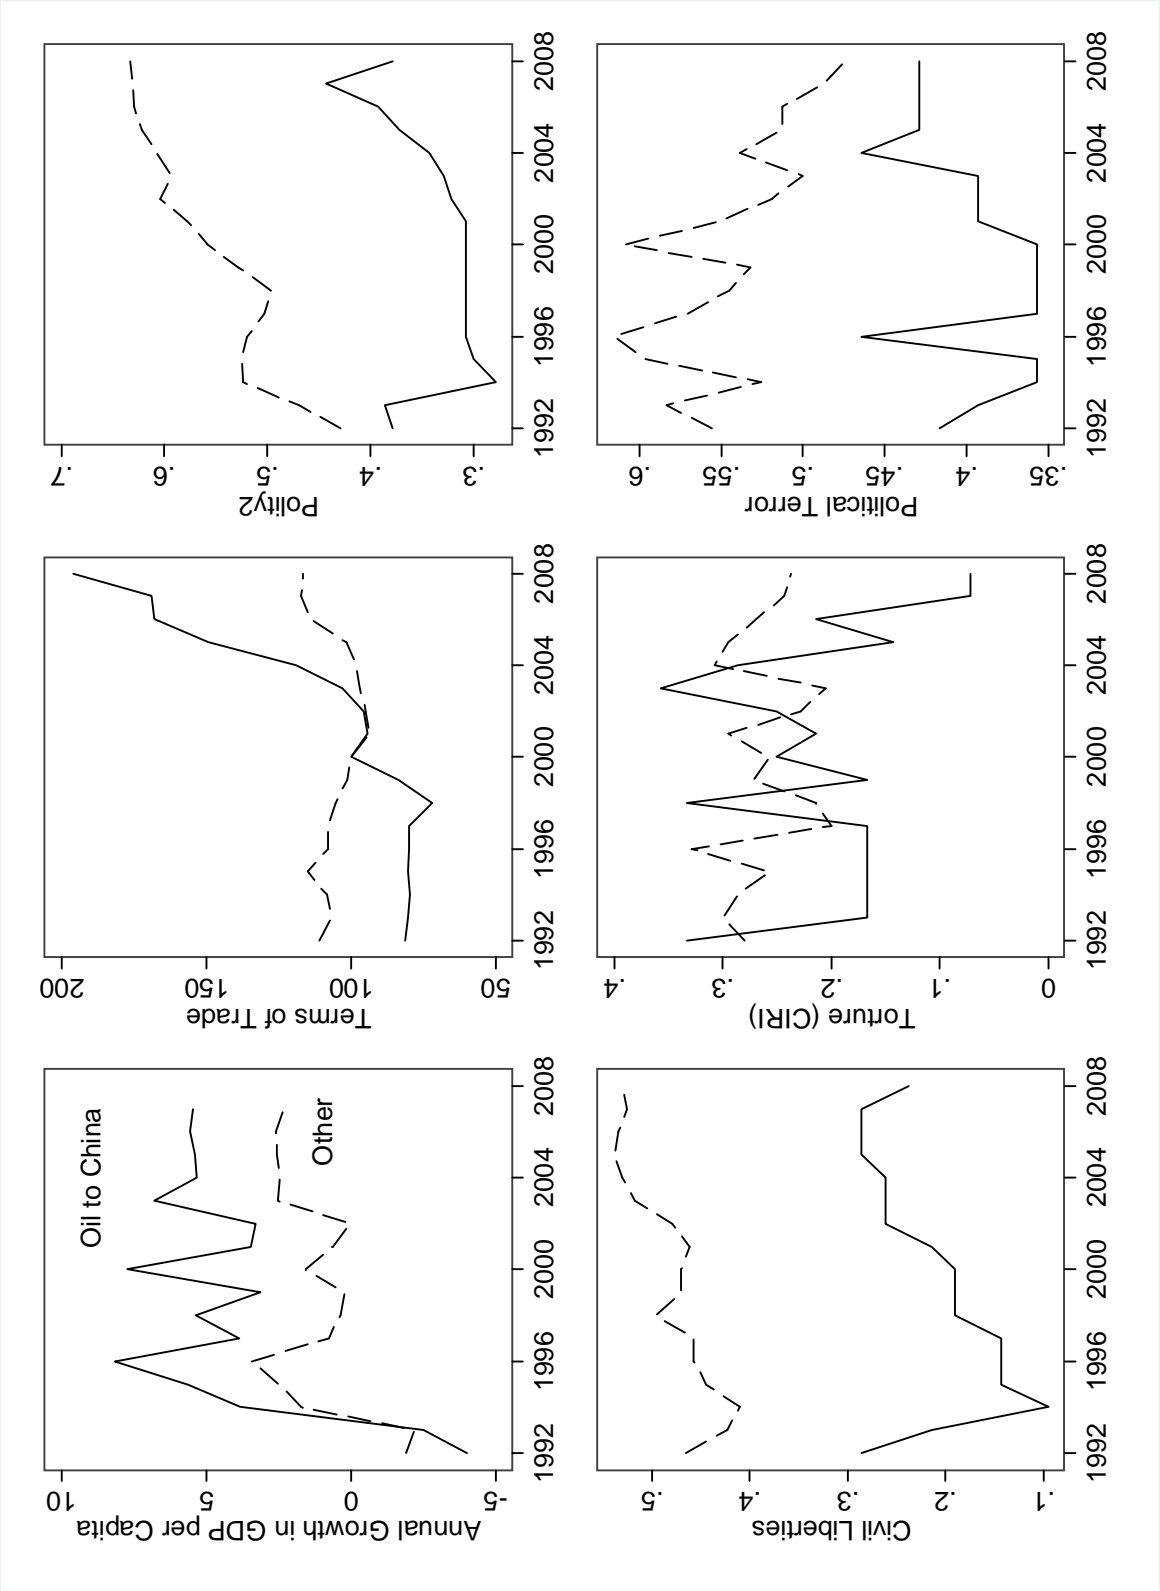 Annual Growth in GDP per Capita
10
5
0
-5
Oil to China
Other
1992 1996 2000 2004 2008
Terms of Trade
200
150
100
50
1992 1996 2000 2004 2008
Polity2
.7
.6
.5
.4
.3
1992 1996 2000 2004 2008
Civil Liberties
.5
.4
.3
.2
.1
1992 1996 2000 2004 2008
Torture (CIRI)
.4
.3
.2
.1
0
1992 1996 2000 2004 2008
Political Terror
.6
.55
.5
.45
.4
.35
1992 1996 2000 2004 2008